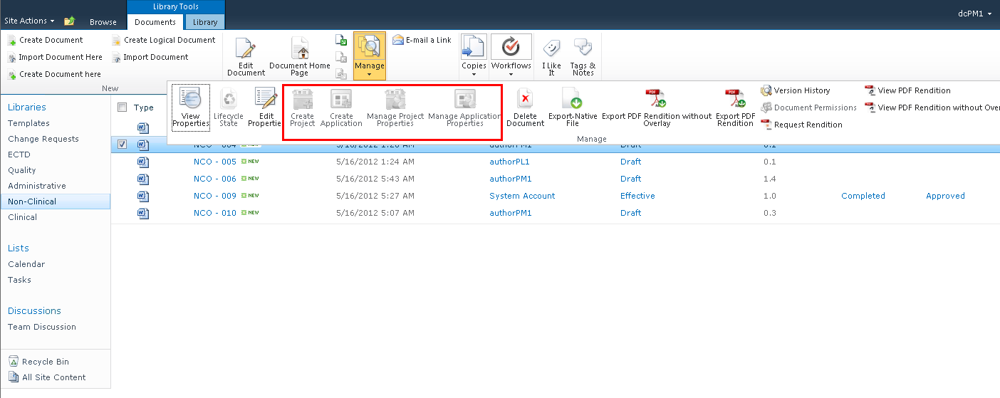 Library Tools
Site Actions
Browse
Documents
Library
dcPM1
Create Document
Import Document Here
Create Document here
Create Logical Document
Import Document
New
Edit
Document
Document Home
Page
Manage
E-mail a Link
Copies
Workflows
I Like
It
Tags &
Notes
View
Properties
Lifecycle
State
Edit
Propertie
Create
Project
Create
Application
Manage Project
Properties
Manage Application
Properties
Delete
Document
Export-Native
File
Export PDF Rendition without
Overlay
Export PDF
Rendition
Version History
Document Permissions
Request Rendition
View PDF Rendition
View PDF Rendition without Over
Manage
Libraries
Templates
Change Requests
ECTD
Quality
Administrative
Non-Clinical
Clinical
Lists
Calendar
Tasks
Discussions
Team Discussion
Recycle Bin
All Site Content
Type
NCO - 004 NEW 5/16/2012 1:26 AM authorPM1 Draft 0.1
NCO - 005 NEW 5/16/2012 1:24 AM authorPL1 Draft 0.1
NCO - 006 NEW 5/16/2012 5:43 AM authorPM1 Draft 1.4
NCO - 009 NEW 5/16/2012 5:27 AM System Account Effective 1.0 Completed Approved
NCO - 010 NEW 5/16/2012 5:07 AM authorPM1 Draft 0.3